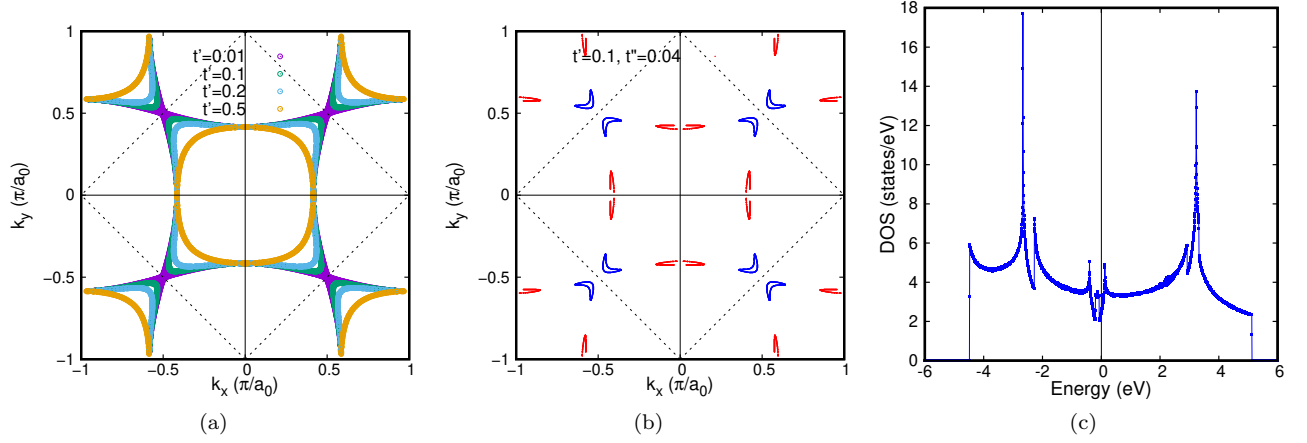 t'=0.01
t'=0.1
t'=0.2
t'=0.5
1
0.5
0
−0.5
−1
−1
−0.5
0
0.5
1
k_y (π/a_0)
k_x (π/a_0)
(a)
t'=0.1, t"=0.04
1
0.5
0
−0.5
−1
−1
−0.5
0
0.5
1
k_y (π/a_0)
k_x (π/a_0)
(b)
18
16
14
12
10
8
6
4
2
0
−6
−4
−2
0
2
4
6
DOS (states/eV)
Energy (eV)
(c)